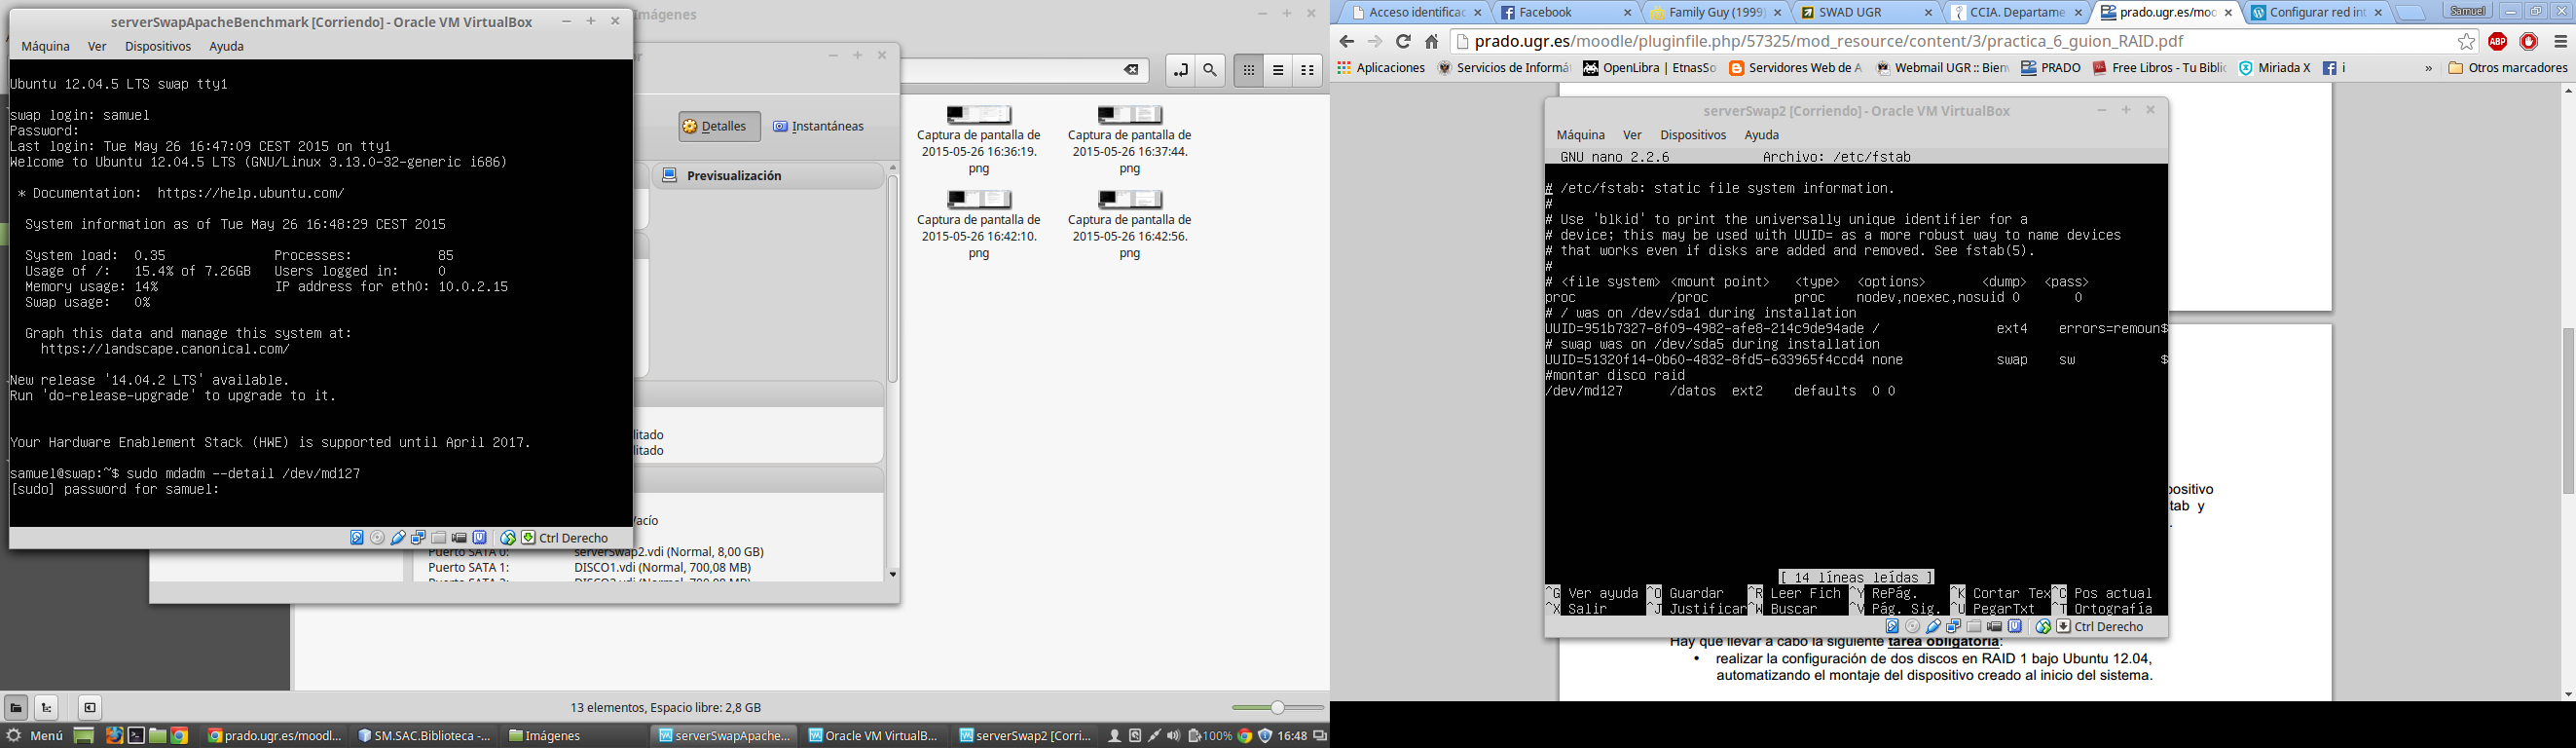 serverSwapApacheBenchmark [Corriendo] - Oracle VM VirtualBox
Máquina Ver Dispositivos Ayuda
Ubuntu 12.04.5 LTS swap tty1
swap login: samuel
Password:
Last login: Tue May 26 16:47:09 CEST 2015 on tty1
Welcome to Ubuntu 12.04.5 LTS (GNU/Linux 3.13.0-32-generic i686)
* Documentation: https://help.ubuntu.com/
System information as of Tue May 26 16:48:29 CEST 2015
System load: 0.35 Processes: 85
Usage of /: 15.4% of 7.26GB Users logged in: 0
Memory usage: 14% IP address for eth0: 10.0.2.15
Swap usage: 0%
Graph this data and manage this system at:
https://landscape.canonical.com/
New release '14.04.2 LTS' available.
Run 'do-release-upgrade' to upgrade to it.
Your Hardware Enablement Stack (HWE) is supported until April 2017.
samuel@swap:~$ sudo mdadm --detail /dev/md127
[sudo] password for samuel:
Ctrl Derecho
Imágenes
Detalles Instantáneas
Previsualización
litado
litado
Vacío
Puerto SATA 0: serverSwap2.vdi (Normal, 8,00 GB)
Puerto SATA 1: DISCO1.vdi (Normal, 700,08 MB)
Puerto SATA 2: DISCO2.vdi (Normal, 700,08 MB)
Captura de pantalla de
2015-05-26 16:36:19.
png
Captura de pantalla de
2015-05-26 16:37:44.
png
Captura de pantalla de
2015-05-26 16:42:10.
png
Captura de pantalla de
2015-05-26 16:42:56.
png
13 elementos, Espacio libre: 2,8 GB
Menú
prado.ugr.es/moodl...
SM.SAC.Biblioteca -...
Imágenes
serverSwapApache...
Oracle VM VirtualB...
serverSwap2 [Corri...
100%
16:48
Acceso identifica
Facebook
Family Guy (1999)
SWAD UGR
CCIA. Departame
prado.ugr.es/moo
Configurar red int
Samuel
prado.ugr.es/moodle/pluginfile.php/57325/mod_resource/content/3/practica_6_guion_RAID.pdf
ABP
Aplicaciones
Servicios de Informá
OpenLibra | EtnasSo
Servidores Web de A
Webmail UGR :: Bien
PRADO
Free Libros - Tu Bibli
Miriada X
i
»
Otros marcadores
serverSwap2 [Corriendo] - Oracle VM VirtualBox
Máquina Ver Dispositivos Ayuda
GNU nano 2.2.6 Archivo: /etc/fstab
# /etc/fstab: static file system information.
#
# Use 'blkid' to print the universally unique identifier for a
# device; this may be used with UUID= as a more robust way to name devices
# that works even if disks are added and removed. See fstab(5).
#
# <file system> <mount point> <type> <options> <dump> <pass>
proc /proc proc nodev,noexec,nosuid 0 0
# / was on /dev/sda1 during installation
UUID=951b7327-8f09-4982-afe8-214c9de94ade / ext4 errors=remoun$
# swap was on /dev/sda5 during installation
UUID=51320f14-0b60-4832-8fd5-633965f4ccd4 none swap sw $
#montar disco raid
/dev/md127 /datos ext2 defaults 0 0
[ 14 líneas leídas ]
^G Ver ayuda ^O Guardar ^R Leer Fich ^Y RePág. ^K Cortar Tex ^C Pos actual
^X Salir ^J Justificar ^W Buscar ^V Pág. Sig. ^U PegarTxt ^T Ortografía
Ctrl Derecho
positivo
tab y
.
Hay que llevar a cabo la siguiente tarea obligatoria:
• realizar la configuración de dos discos en RAID 1 bajo Ubuntu 12.04,
automatizando el montaje del dispositivo creado al inicio del sistema.